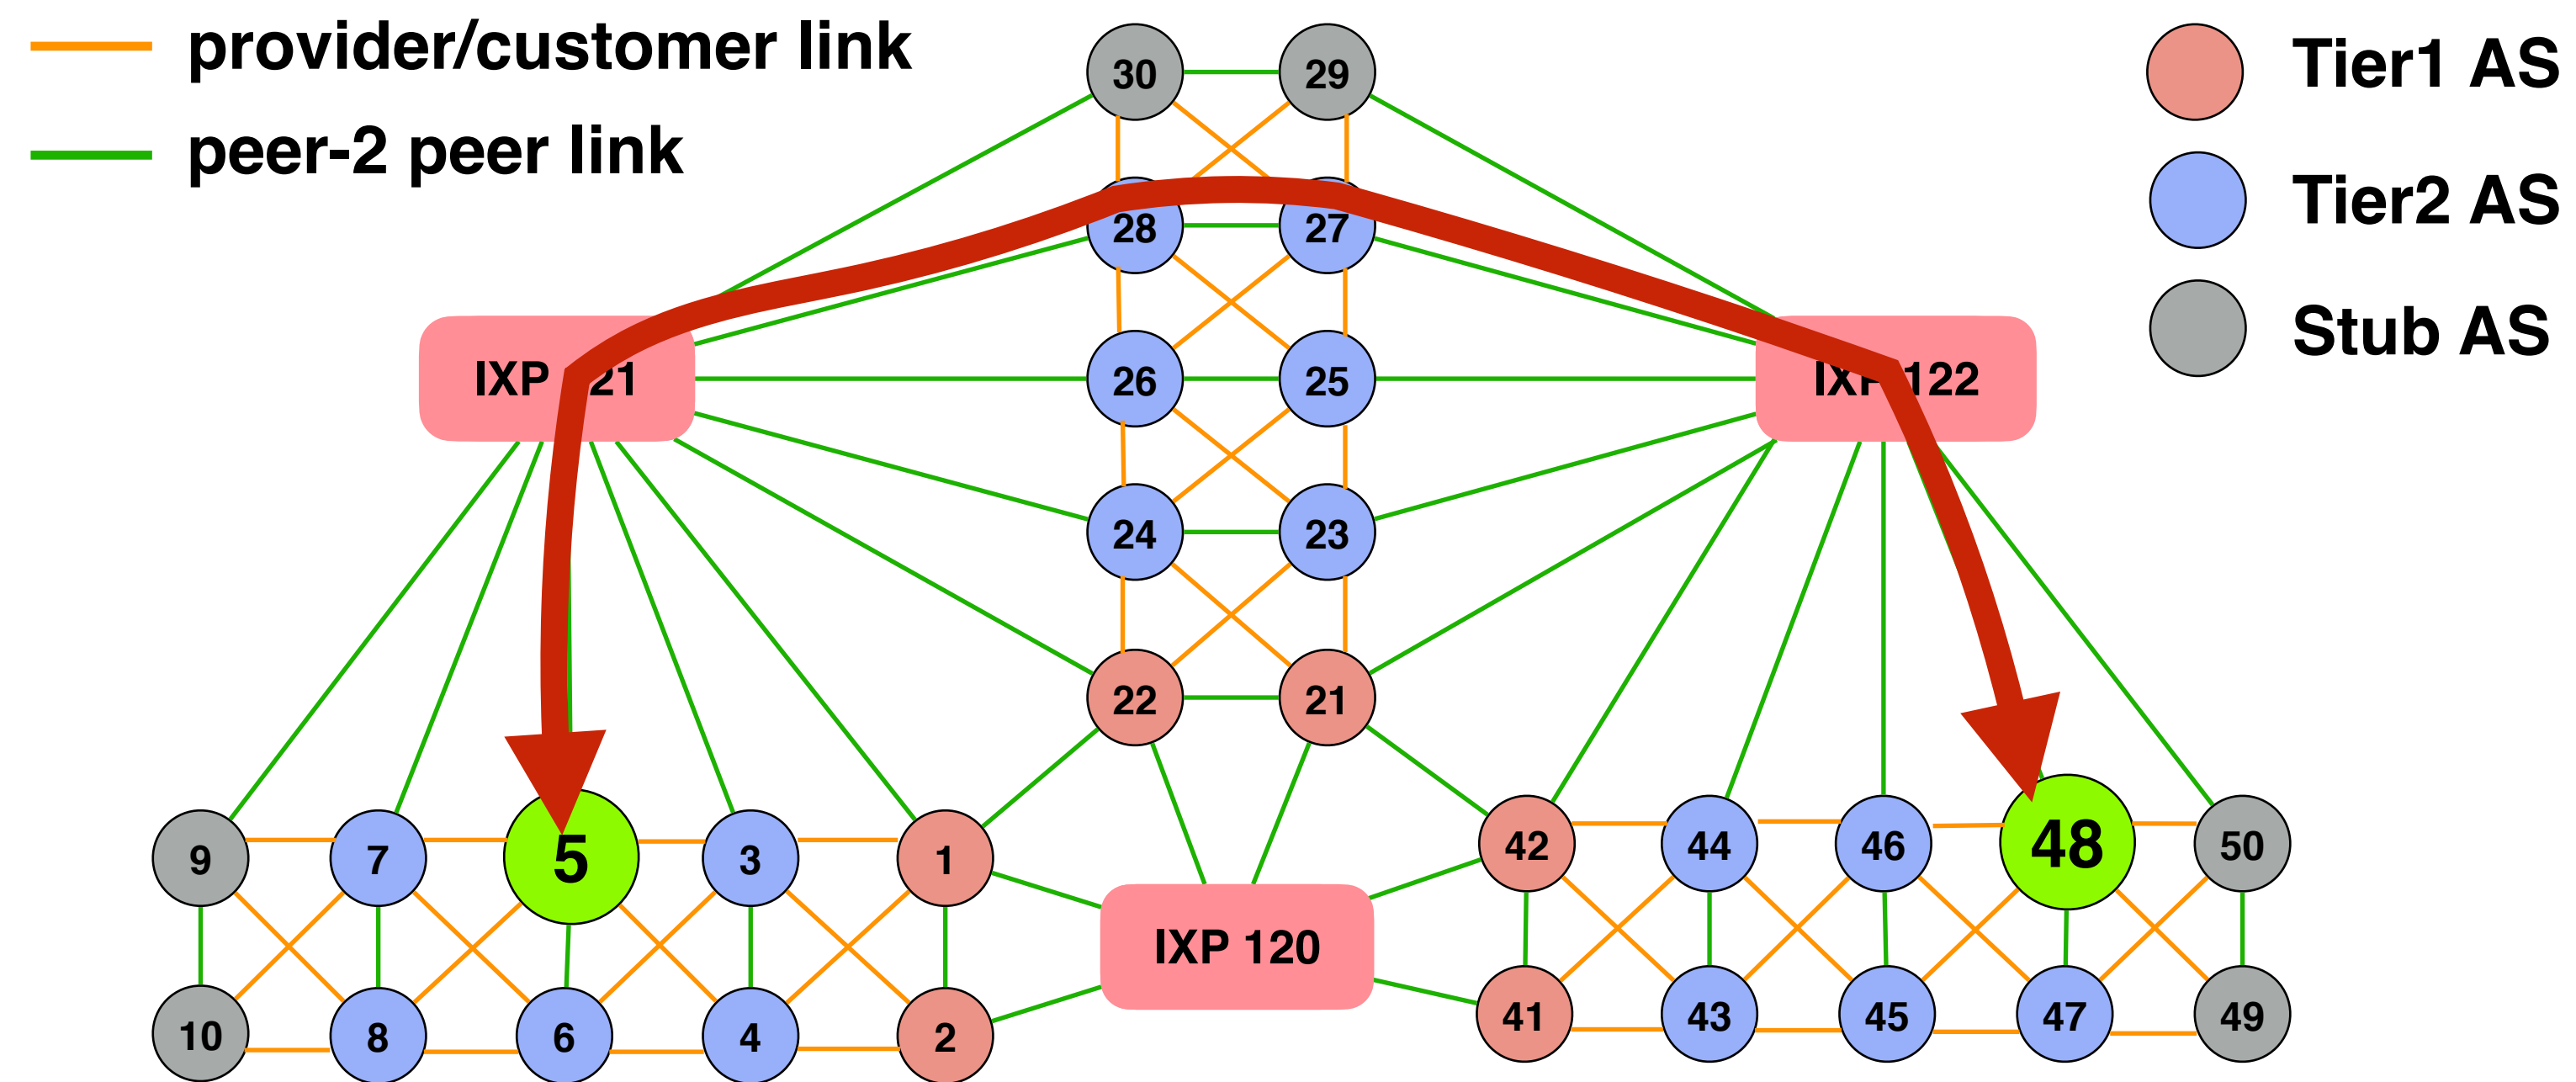 provider/customer link
peer-2 peer link
Tier1 AS
Tier2 AS
Stub AS
30 29
28 27
IXP 21
26 25
IXP 122
24 23
22 21
9 7 5 3 1
42 44 46 48 50
IXP 120
10 8 6 4 2
41 43 45 47 49